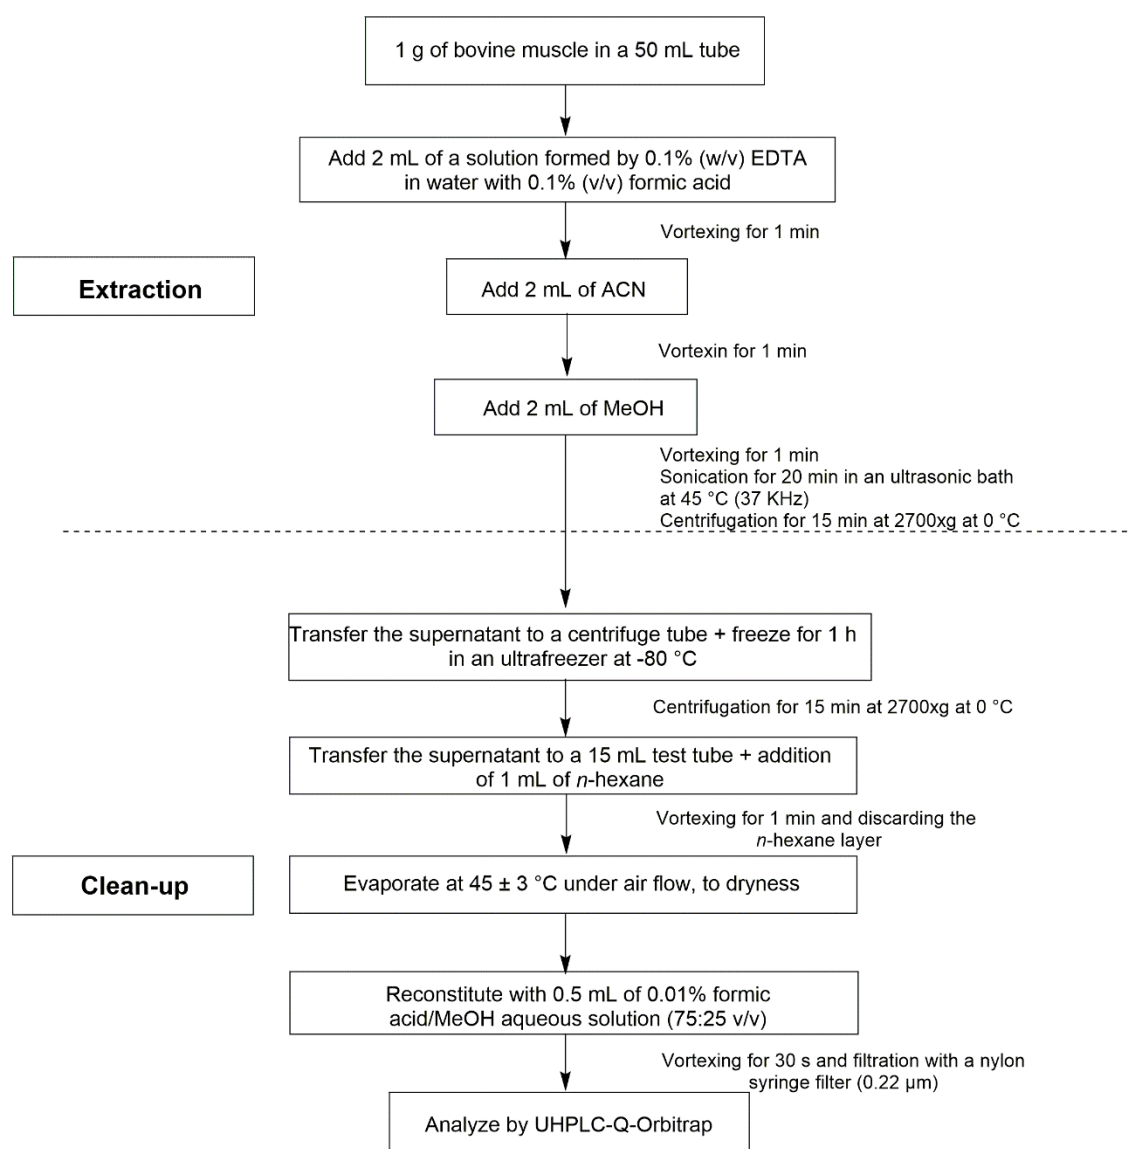 1 g of bovine muscle in a 50 mL tube
Add 2 mL of a solution formed by 0.1% (w/v) EDTA
in water with 0.1% (v/v) formic acid
Vortexing for 1 min
Extraction
Add 2 mL of ACN
Vortexin for 1 min
Add 2 mL of MeOH
Vortexing for 1 min
Sonication for 20 min in an ultrasonic bath
at 45 °C (37 KHz)
Centrifugation for 15 min at 2700xg at 0 °C
Transfer the supernatant to a centrifuge tube + freeze for 1 h
in an ultrafreezer at -80 °C
Centrifugation for 15 min at 2700xg at 0 °C
Transfer the supernatant to a 15 mL test tube + addition
of 1 mL of n-hexane
Vortexing for 1 min and discarding the
n-hexane layer
Clean-up
Evaporate at 45 ± 3 °C under air flow, to dryness
Reconstitute with 0.5 mL of 0.01% formic
acid/MeOH aqueous solution (75:25 v/v)
Vortexing for 30 s and filtration with a nylon
syringe filter (0.22 µm)
Analyze by UHPLC-Q-Orbitrap